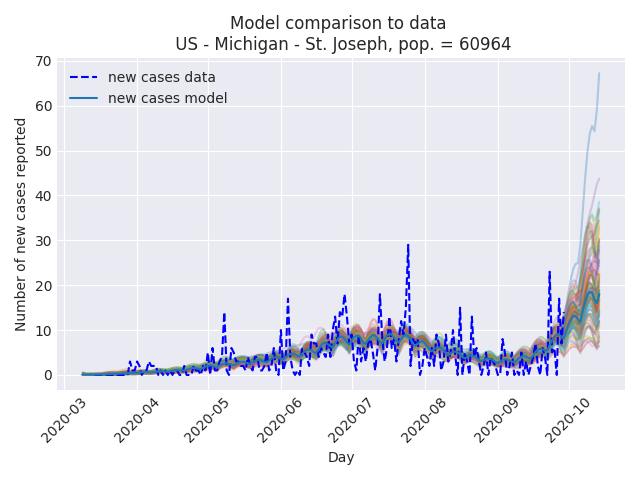 Model comparison to data
US - Michigan - St. Joseph, pop. = 60964
new cases data
new cases model
Number of new cases reported
70
60
50
40
30
20
10
0
2020-03
2020-04
2020-05
2020-06
2020-07
2020-08
2020-09
2020-10
Day